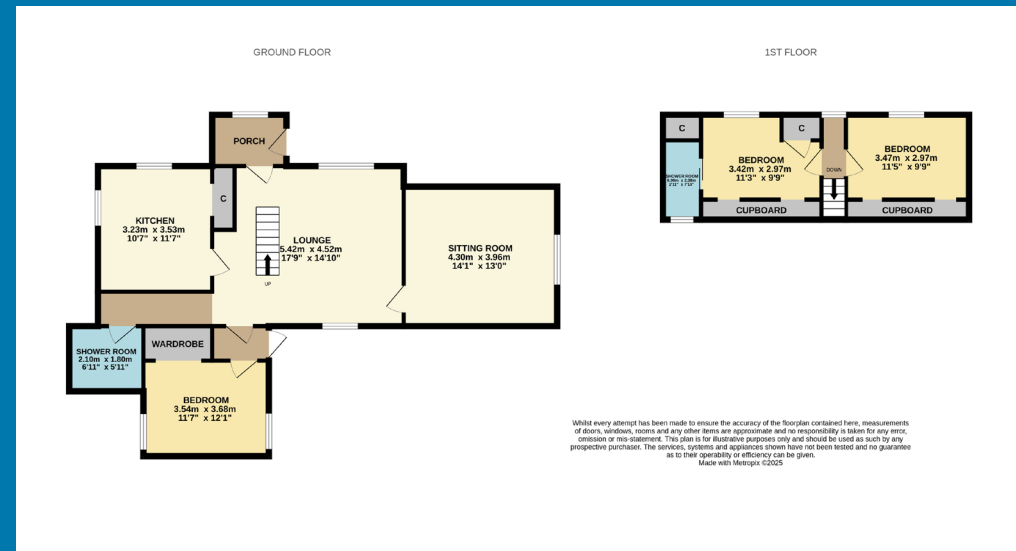 GROUND FLOOR
PORCH
C
KITCHEN
3.23m x 3.53m
10'7" x 11'7"
LOUNGE
5.42m x 4.52m
17'9" x 14'10"
UP
SITTING ROOM
4.30m x 3.96m
14'1" x 13'0"
SHOWER ROOM
2.10m x 1.80m
6'11" x 5'11"
WARDROBE
BEDROOM
3.54m x 3.68m
11'7" x 12'1"
1ST FLOOR
C
C
BEDROOM
3.42m x 2.97m
11'3" x 9'9"
SHOWER ROOM
DOWN
BEDROOM
3.47m x 2.97m
11'5" x 9'9"
CUPBOARD
CUPBOARD
Whilst every attempt has been made to ensure the accuracy of the floorplan contained here, measurements
of doors, windows, rooms and any other items are approximate and no responsibility is taken for any error,
omission or mis-statement. This plan is for illustrative purposes only and should be used as such by any
prospective purchaser. The services, systems and appliances shown have not been tested and no guarantee
as to their operability or efficiency can be given.
Made with Metropix ©2025